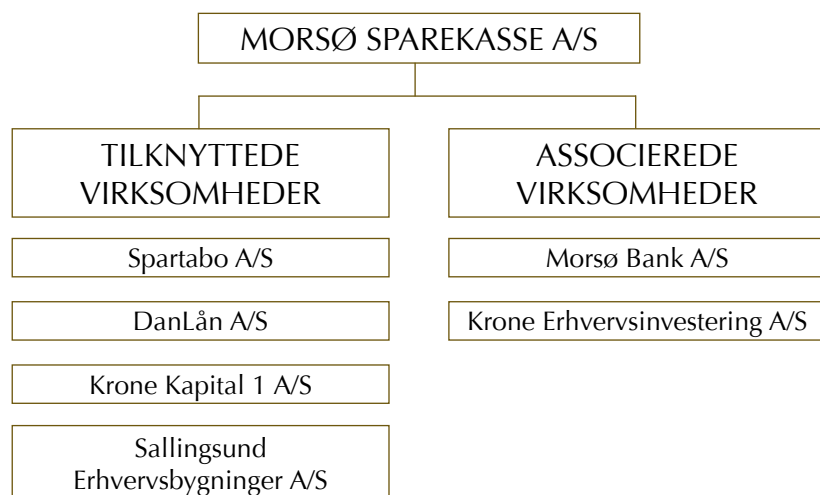 MORSØ SPAREKASSE A/S
TILKNYTTEDE
VIRKSOMHEDER
Spartabo A/S
DanLån A/S
Krone Kapital 1 A/S
Sallingsund
Erhvervsbygninger A/S
ASSOCIEREDE
VIRKSOMHEDER
Morsø Bank A/S
Krone Erhvervsinvestering A/S